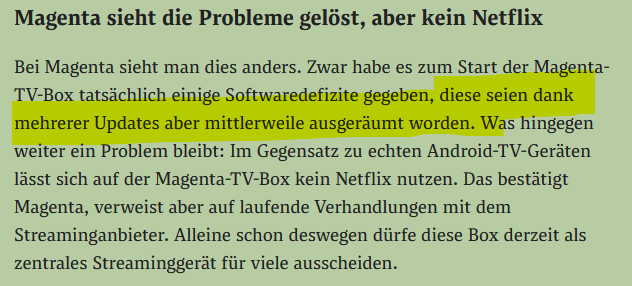 Magenta sieht die Probleme gelöst, aber kein Netflix
Bei Magenta sieht man dies anders. Zwar habe es zum Start der Magenta-
TV-Box tatsächlich einige Softwaredefizite gegeben, diese seien dank
mehrerer Updates aber mittlerweile ausgeräumt worden. Was hingegen
weiter ein Problem bleibt: Im Gegensatz zu echten Android-TV-Geräten
lässt sich auf der Magenta-TV-Box kein Netflix nutzen. Das bestätigt
Magenta, verweist aber auf laufende Verhandlungen mit dem
Streaminganbieter. Alleine schon deswegen dürfe diese Box derzeit als
zentrales Streaminggerät für viele ausscheiden.